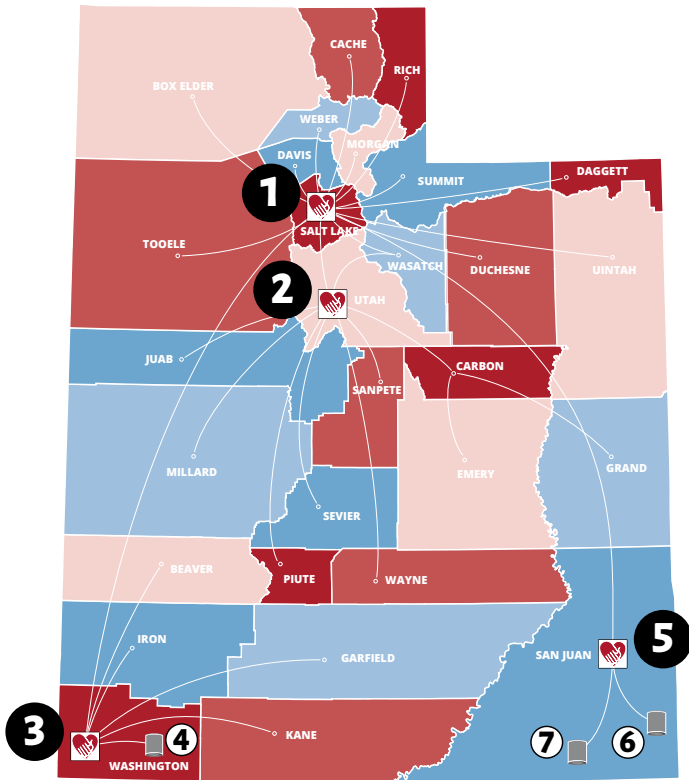 CACHE
RICH
BOX ELDER
WEBER
MORGAN
DAVIS
SUMMIT
DAGGETT
1
SALT LAKE
TOOELE
WASATCH
DUCHESNE
UINTAH
2
UTAH
JUAB
CARBON
SANPETE
MILLARD
EMERY
GRAND
SEVIER
BEAVER
PIUTE
WAYNE
IRON
GARFIELD
SAN JUAN
5
3
4
KANE
7
6
WASHINGTON